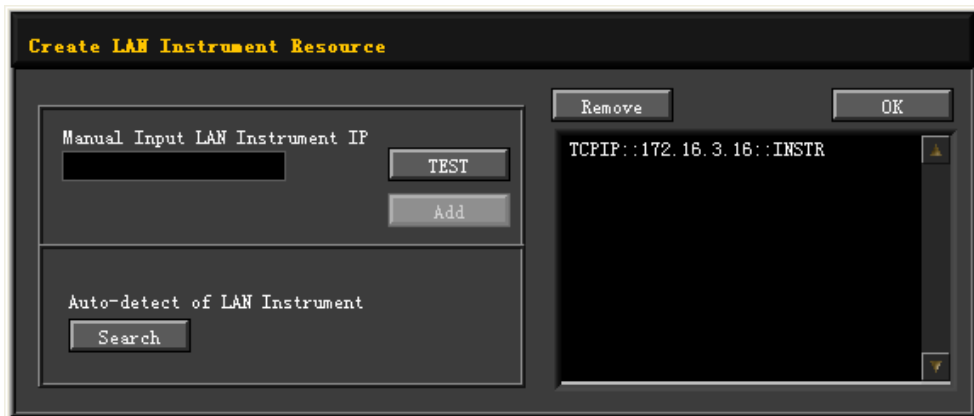 Create LAN Instrument Resource
Remove
OK
Manual Input LAN Instrument IP
TEST
Add
TCPIP::172.16.3.16::INSTR
Auto-detect of LAN Instrument
Search